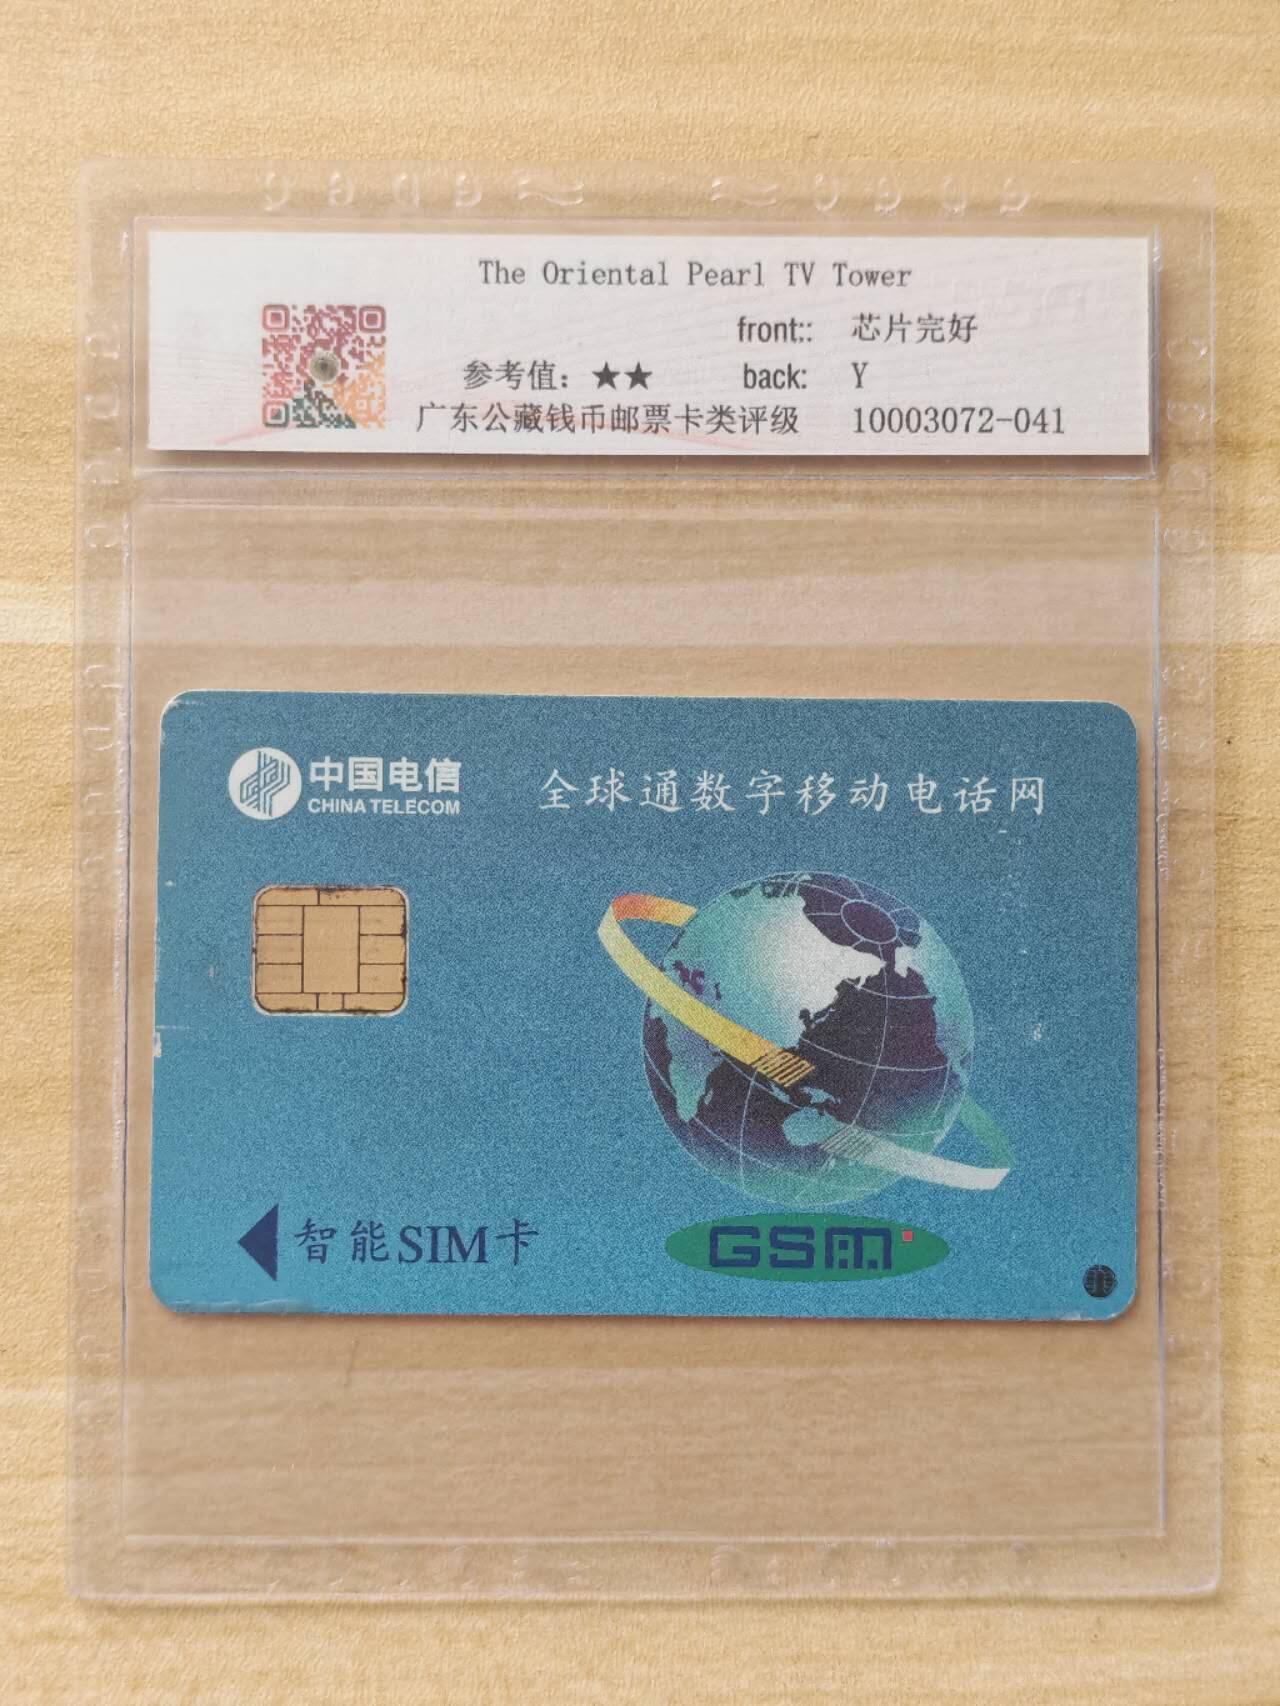 The Oriental Pearl TV Tower
front:: 芯片完好
参考值：★★ back: Y
广东公藏钱币邮票卡类评级 10003072-041
中国电信 全球通数字移动电话网
CHINA TELECOM
智能SIM卡
GSM